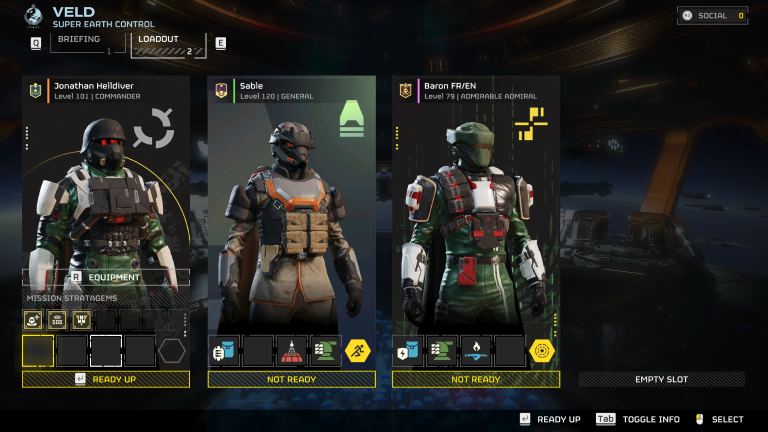 VELD
SUPER EARTH CONTROL
Q
BRIEFING
1
LOADOUT
2
E
SOCIAL 0
Jonathan Helldiver
Level 101 | COMMANDER
Sable
Level 120 | GENERAL
Baron FR/EN
Level 79 | ADMIRABLE ADMIRAL
R EQUIPMENT
MISSION STRATAGEMS
SOS
READY UP
NOT READY
NOT READY
EMPTY SLOT
READY UP
Tab TOGGLE INFO
SELECT